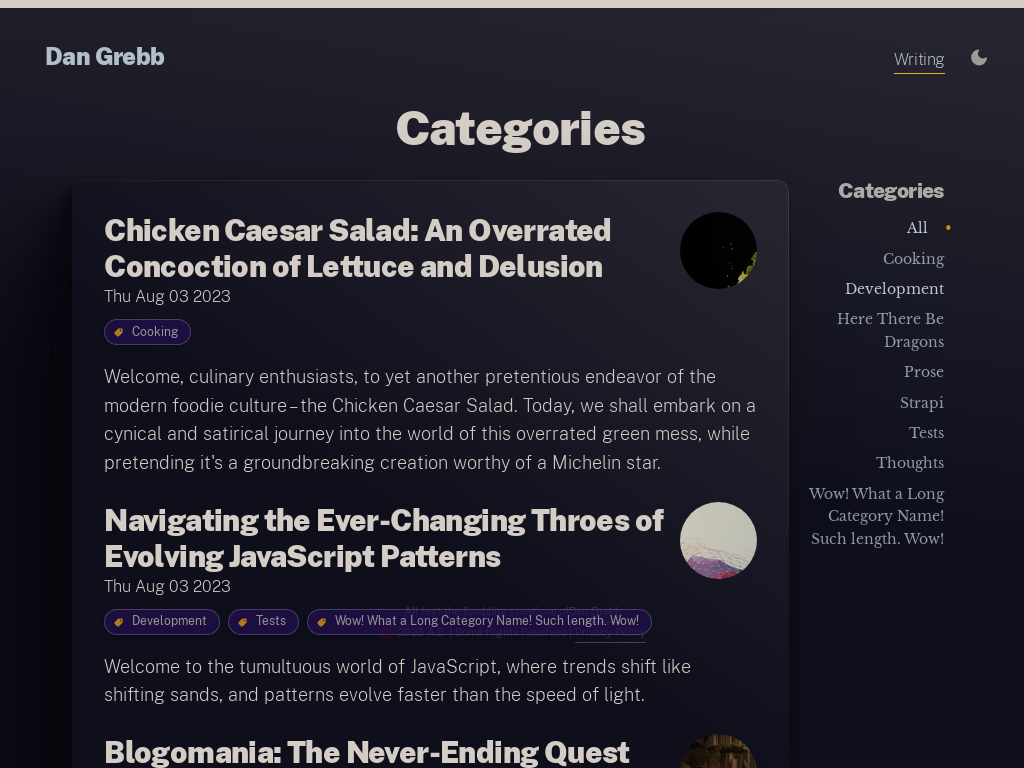 Dan Grebb
Writing
Categories
Chicken Caesar Salad: An Overrated
Concoction of Lettuce and Delusion
Thu Aug 03 2023
Cooking
Welcome, culinary enthusiasts, to yet another pretentious endeavor of the
modern foodie culture – the Chicken Caesar Salad. Today, we shall embark on a
cynical and satirical journey into the world of this overrated green mess, while
pretending it's a groundbreaking creation worthy of a Michelin star.
Navigating the Ever-Changing Throes of
Evolving JavaScript Patterns
Thu Aug 03 2023
Development
Tests
Wow! What a Long Category Name! Such length. Wow!
Welcome to the tumultuous world of JavaScript, where trends shift like
shifting sands, and patterns evolve faster than the speed of light.
Blogomania: The Never-Ending Quest
Categories
All
Cooking
Development
Here There Be
Dragons
Prose
Strapi
Tests
Thoughts
Wow! What a Long
Category Name!
Such length. Wow!